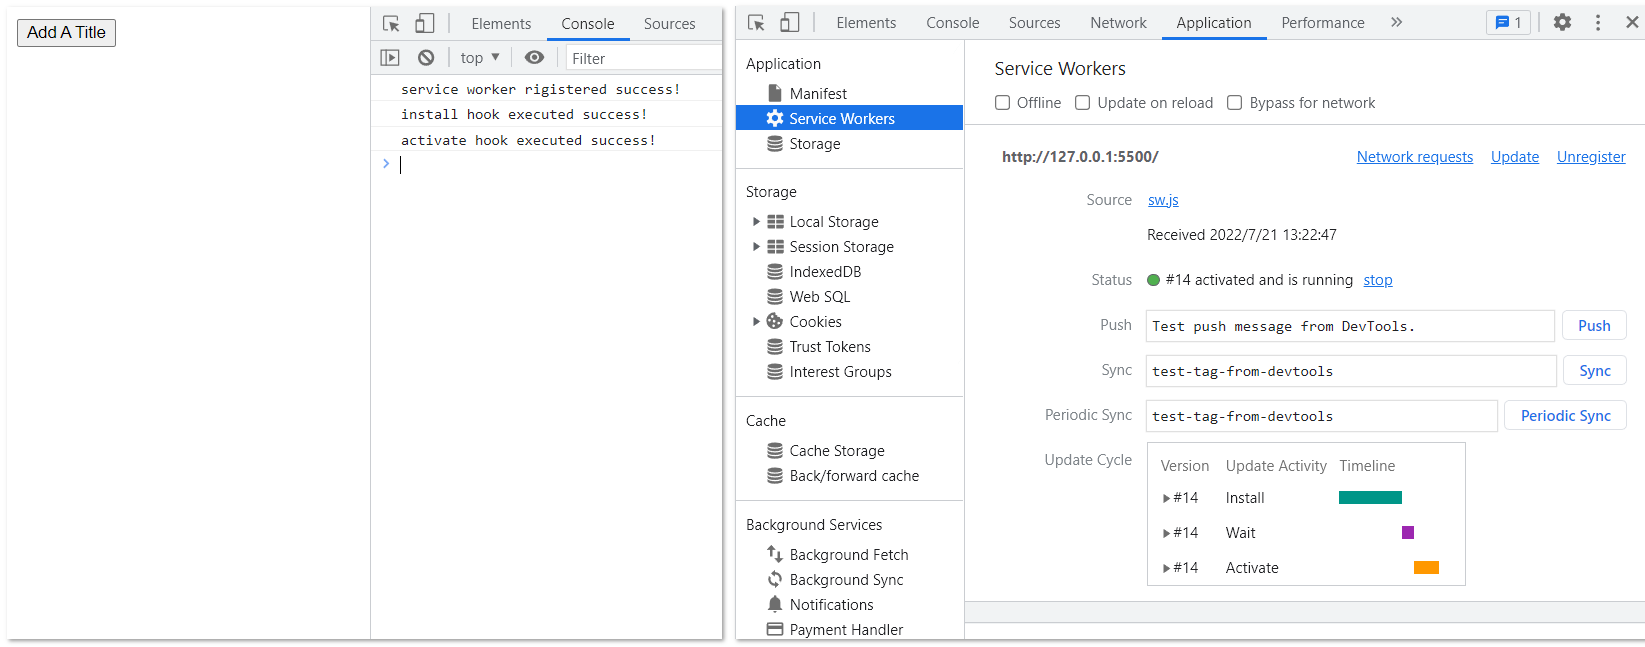 Add A Title
Elements Console Sources
top Filter
service worker rigistered success!
install hook executed success!
activate hook executed success!
Elements Console Sources Network Application Performance 1
Application
Manifest
Service Workers
Storage
Storage
Local Storage
Session Storage
IndexedDB
Web SQL
Cookies
Trust Tokens
Interest Groups
Cache
Cache Storage
Back/forward cache
Background Services
Background Fetch
Background Sync
Notifications
Payment Handler
Service Workers
Offline Update on reload Bypass for network
http://127.0.0.1:5500/ Network requests Update Unregister
Source sw.js
Received 2022/7/21 13:22:47
Status #14 activated and is running stop
Push Test push message from DevTools. Push
Sync test-tag-from-devtools Sync
Periodic Sync test-tag-from-devtools Periodic Sync
Update Cycle Version Update Activity Timeline
#14 Install
#14 Wait
#14 Activate